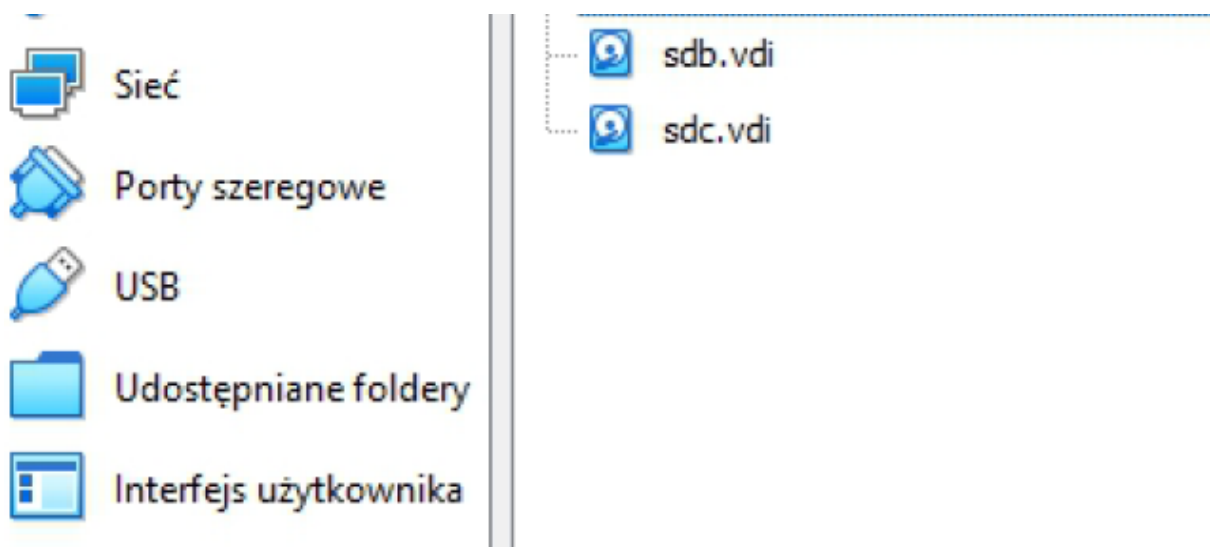 Sieć
Porty szeregowe
USB
Udostępniane foldery
Interfejs użytkownika
sdb.vdi
sdc.vdi